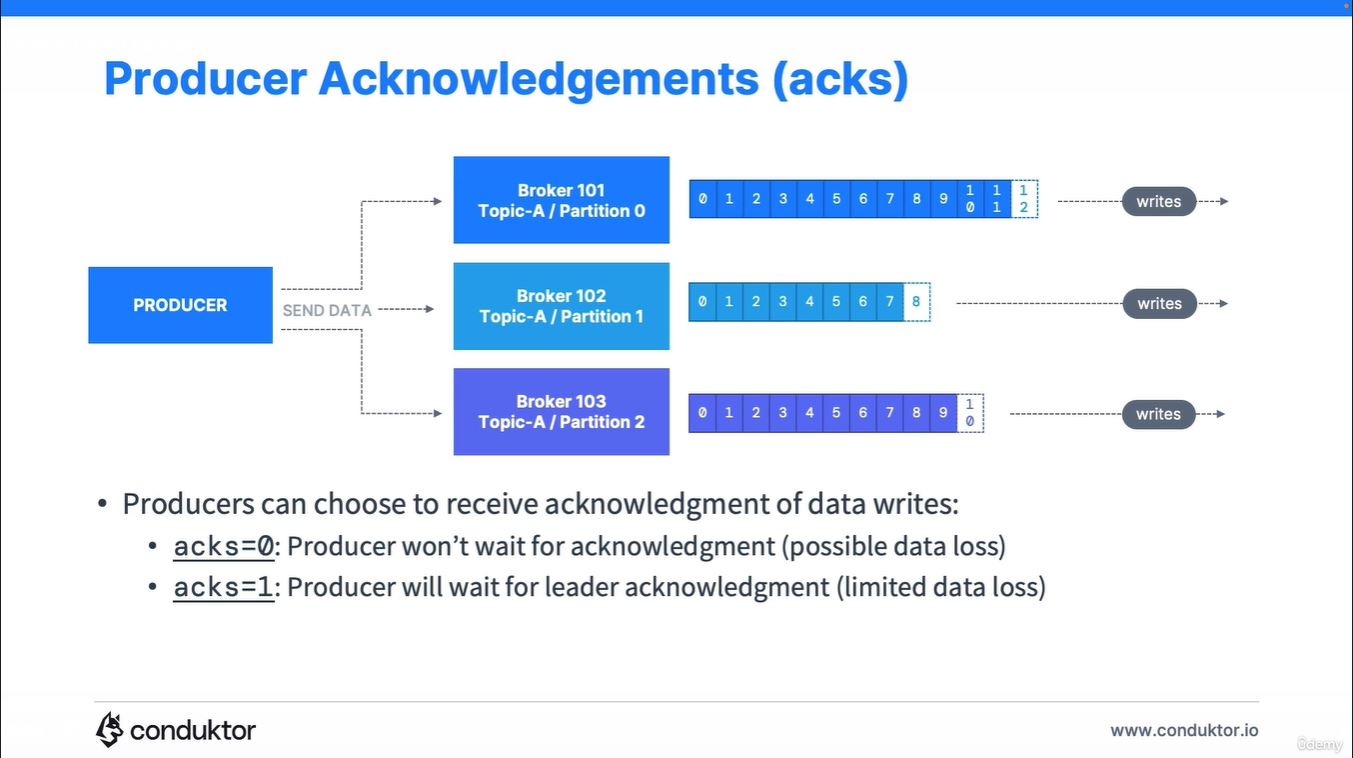 Producer Acknowledgements (acks)
PRODUCER
SEND DATA
Broker 101
Topic-A / Partition 0
0 1 2 3 4 5 6 7 8 9 10 11 12
writes
Broker 102
Topic-A / Partition 1
0 1 2 3 4 5 6 7 8
writes
Broker 103
Topic-A / Partition 2
0 1 2 3 4 5 6 7 8 9 10
writes
• Producers can choose to receive acknowledgment of data writes:
• acks=0: Producer won’t wait for acknowledgment (possible data loss)
• acks=1: Producer will wait for leader acknowledgment (limited data loss)
conduktor
www.conduktor.io
ûdemy